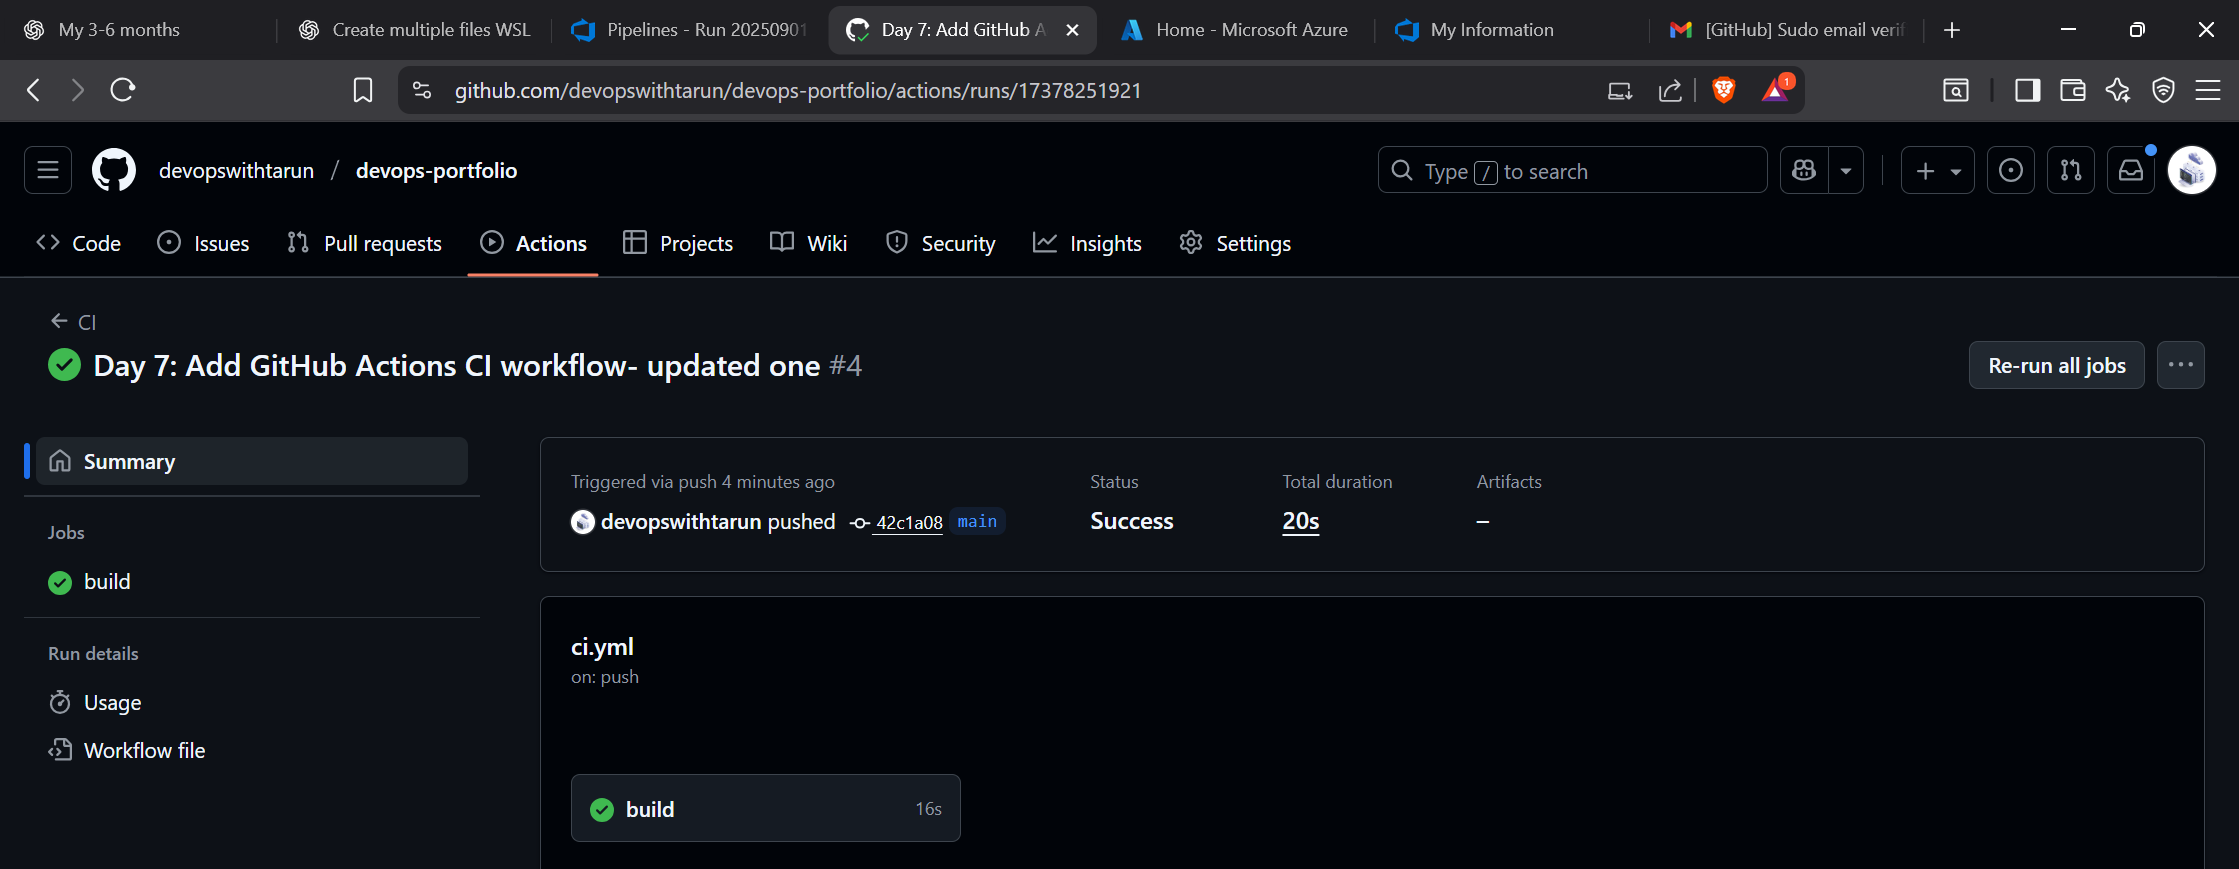 My 3-6 months
Create multiple files WSL
Pipelines - Run 20250901
Day 7: Add GitHub A
Home - Microsoft Azure
My Information
[GitHub] Sudo email verif
github.com/devopswithtarun/devops-portfolio/actions/runs/17378251921
1
devopswithtarun / devops-portfolio
Type / to search
Code
Issues
Pull requests
Actions
Projects
Wiki
Security
Insights
Settings
CI
Day 7: Add GitHub Actions CI workflow- updated one #4
Re-run all jobs
Summary
Jobs
build
Run details
Usage
Workflow file
Triggered via push 4 minutes ago
devopswithtarun pushed 42c1a08 main
Status
Success
Total duration
20s
Artifacts
–
ci.yml
on: push
build 16s